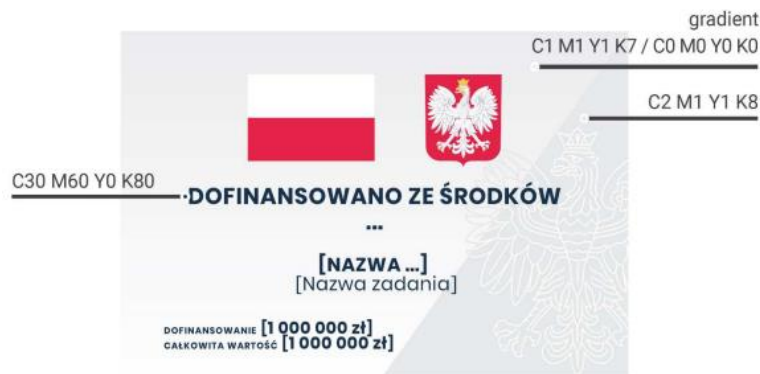 gradient
C1 M1 Y1 K7 / C0 M0 Y0 K0
C2 M1 Y1 K8
C30 M60 Y0 K80
DOFINANSOWANO ZE ŚRODKÓW
...
[NAZWA ...]
[Nazwa zadania]
DOFINANSOWANIE [1 000 000 zł]
CAŁKOWITA WARTOŚĆ [1 000 000 zł]